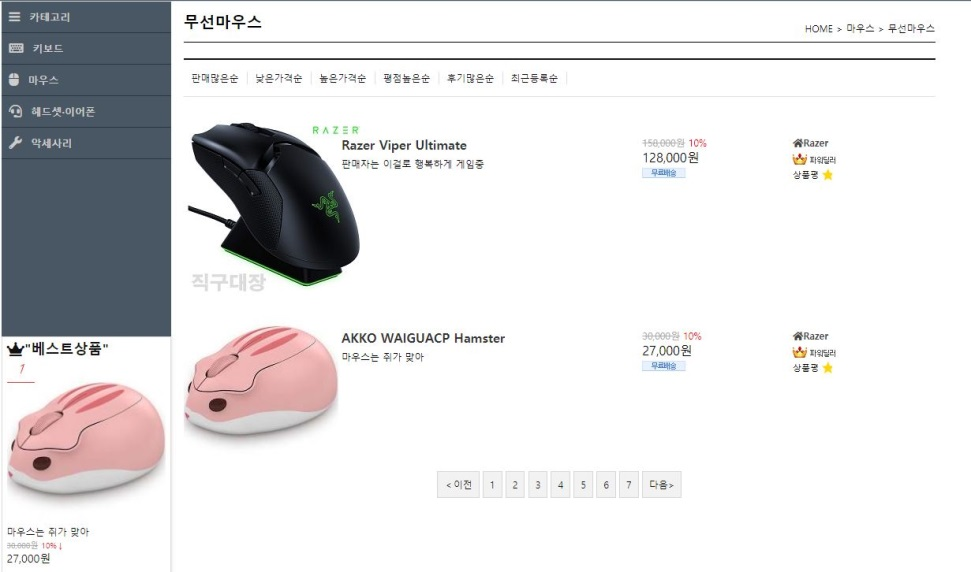 카테고리
키보드
마우스
헤드셋·이어폰
악세사리
"베스트상품"
1
마우스는 쥐가 맞아
30,000원 10%↓
27,000원
무선마우스
HOME > 마우스 > 무선마우스
판매많은순 낮은가격순 높은가격순 평점높은순 후기많은순 최근등록순
RAZER
직구대장
Razer Viper Ultimate
판매자는 이걸로 행복하게 게임중
158,000원 10%
128,000원
무료배송
Razer
파워딜러
상품평
AKKO WAIGUACP Hamster
마우스는 쥐가 맞아
30,000원 10%
27,000원
무료배송
Razer
파워딜러
상품평
<이전 1 2 3 4 5 6 7 다음>